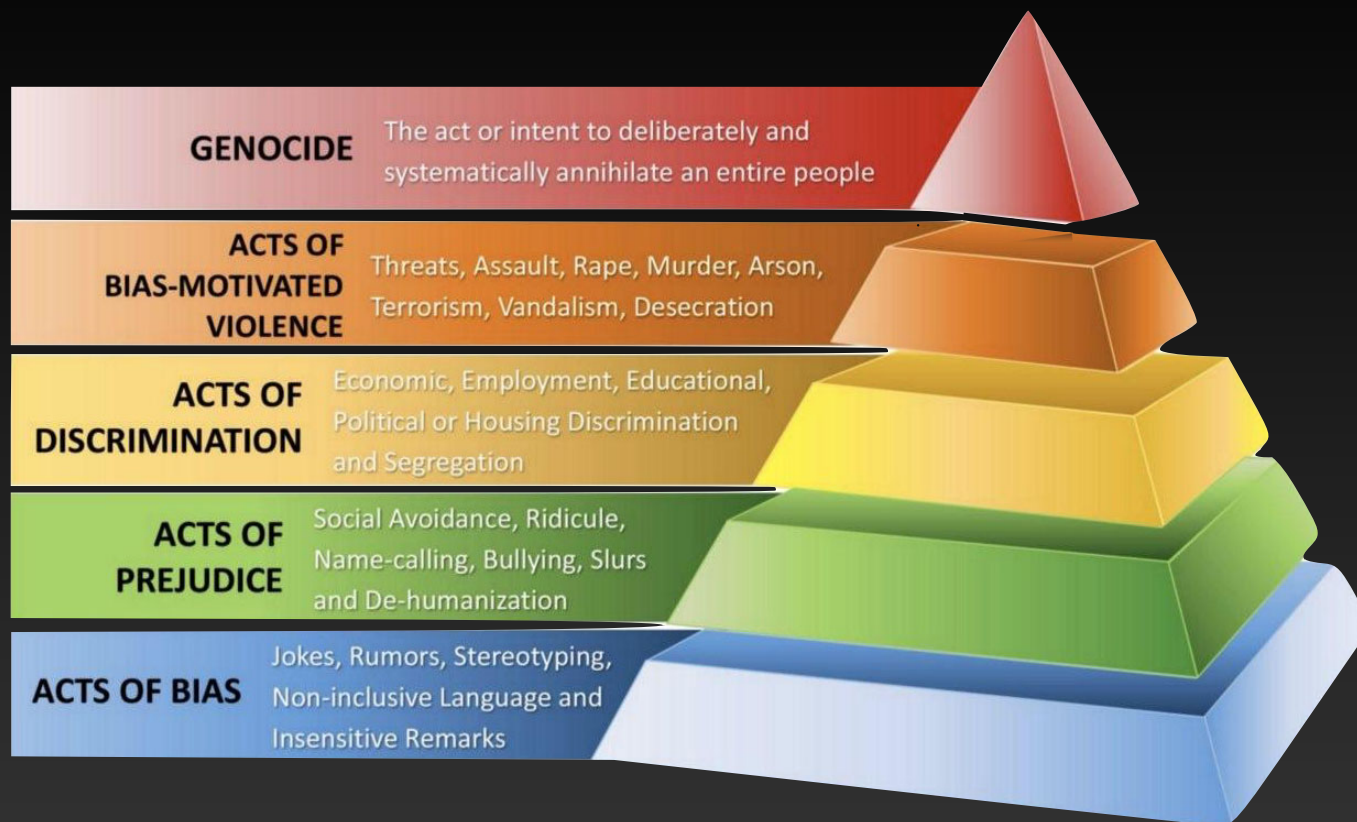 GENOCIDE
The act or intent to deliberately and
systematically annihilate an entire people
ACTS OF
BIAS-MOTIVATED
VIOLENCE
Threats, Assault, Rape, Murder, Arson,
Terrorism, Vandalism, Desecration
ACTS OF
DISCRIMINATION
Economic, Employment, Educational,
Political or Housing Discrimination
and Segregation
ACTS OF
PREJUDICE
Social Avoidance, Ridicule,
Name-calling, Bullying, Slurs
and De-humanization
ACTS OF BIAS
Jokes, Rumors, Stereotyping,
Non-inclusive Language and
Insensitive Remarks